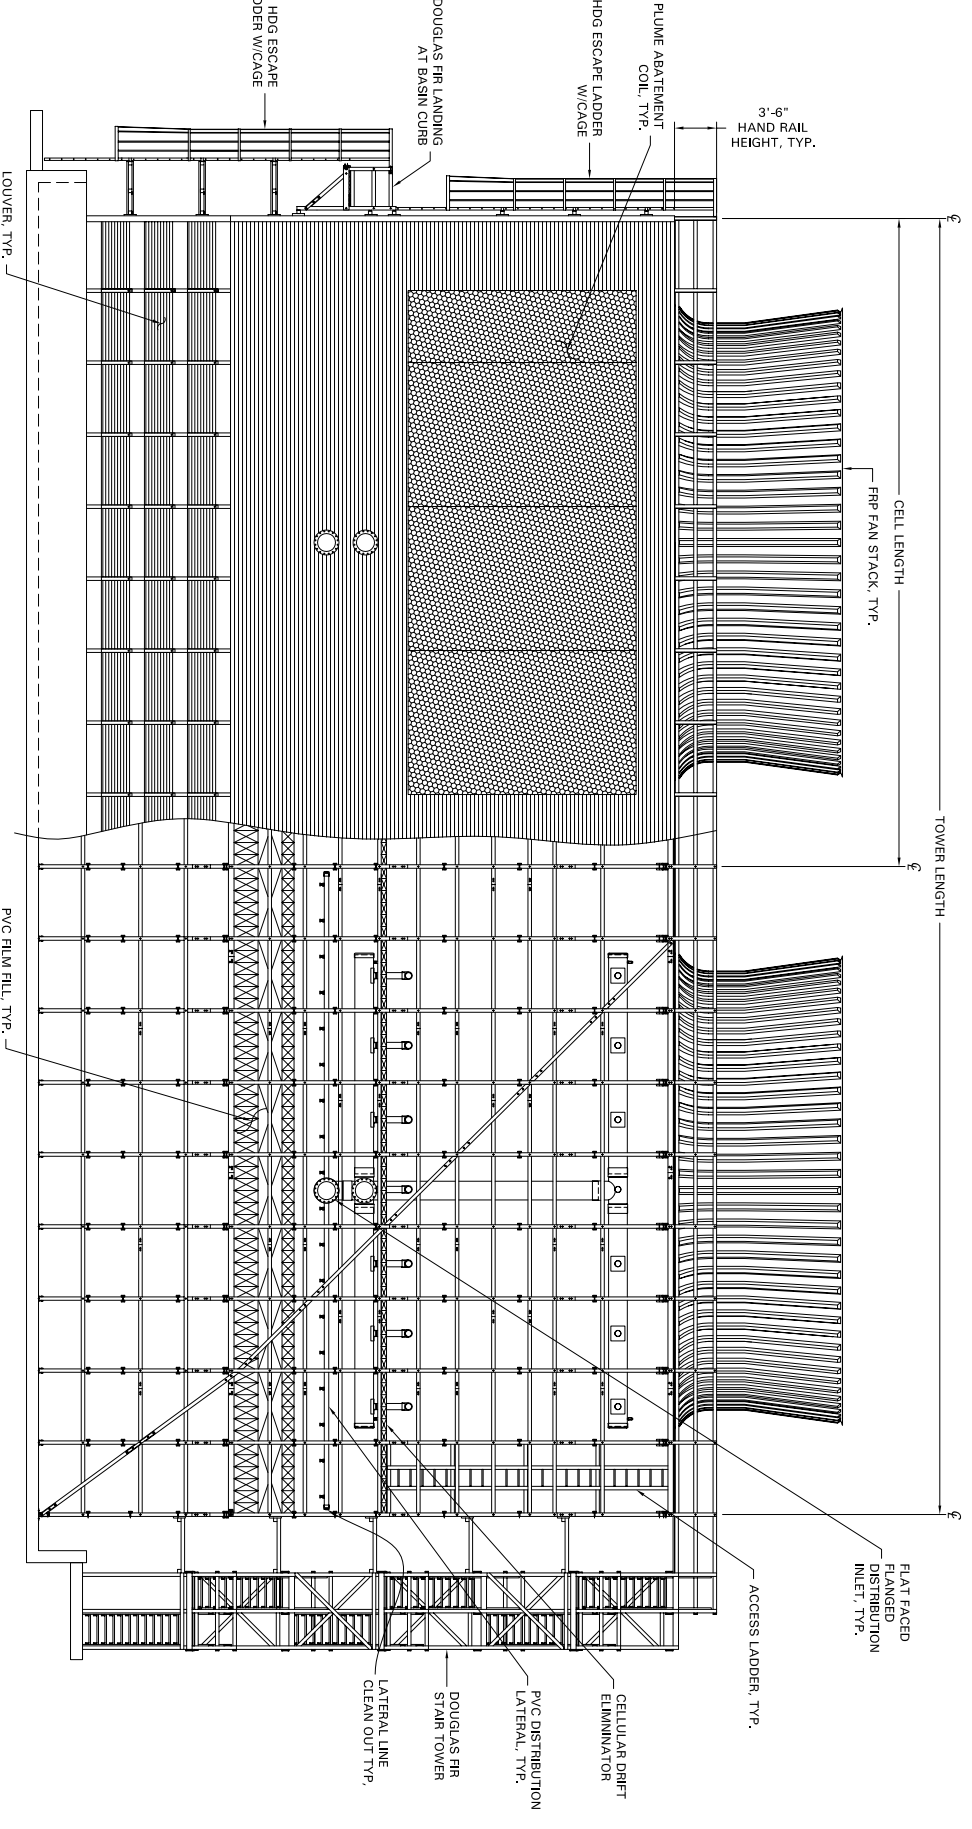 PLUME ABATEMENT
COIL, TYP.
HDG ESCAPE LADDER
W/CAGE
DOUGLAS FIR LANDING
AT BASIN CURB
HDG ESCAPE
W/CAGE
3'-6"
HAND RAIL
HEIGHT, TYP.
LOUVER, TYP.
FRP FAN STACK, TYP.
CELL LENGTH
TOWER LENGTH
PVC FILM FILL, TYP.
FLAT FACED
FLANGED
DISTRIBUTION
INLET, TYP.
ACCESS LADDER, TYP.
CELLULAR DRIFT
ELIMNINATOR
PVC DISTRIBUTION
LATERAL, TYP.
DOUGLAS FIR
STAIR TOWER
LATERAL LINE
CLEAN OUT TYP,